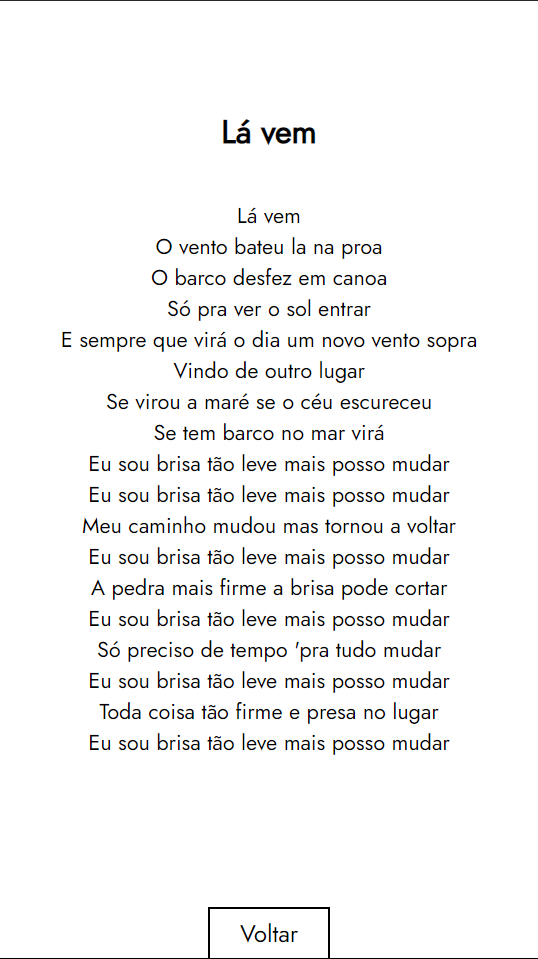 Lá vem
Lá vem
O vento bateu la na proa
O barco desfez em canoa
Só pra ver o sol entrar
E sempre que virá o dia um novo vento sopra
Vindo de outro lugar
Se virou a maré se o céu escureceu
Se tem barco no mar virá
Eu sou brisa tão leve mais posso mudar
Eu sou brisa tão leve mais posso mudar
Meu caminho mudou mas tornou a voltar
Eu sou brisa tão leve mais posso mudar
A pedra mais firme a brisa pode cortar
Eu sou brisa tão leve mais posso mudar
Só preciso de tempo 'pra tudo mudar
Eu sou brisa tão leve mais posso mudar
Toda coisa tão firme e presa no lugar
Eu sou brisa tão leve mais posso mudar
Voltar